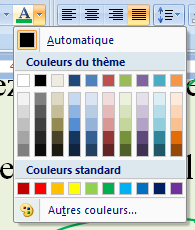 A
Automatique
Couleurs du thème
Couleurs standard
Autres couleurs...